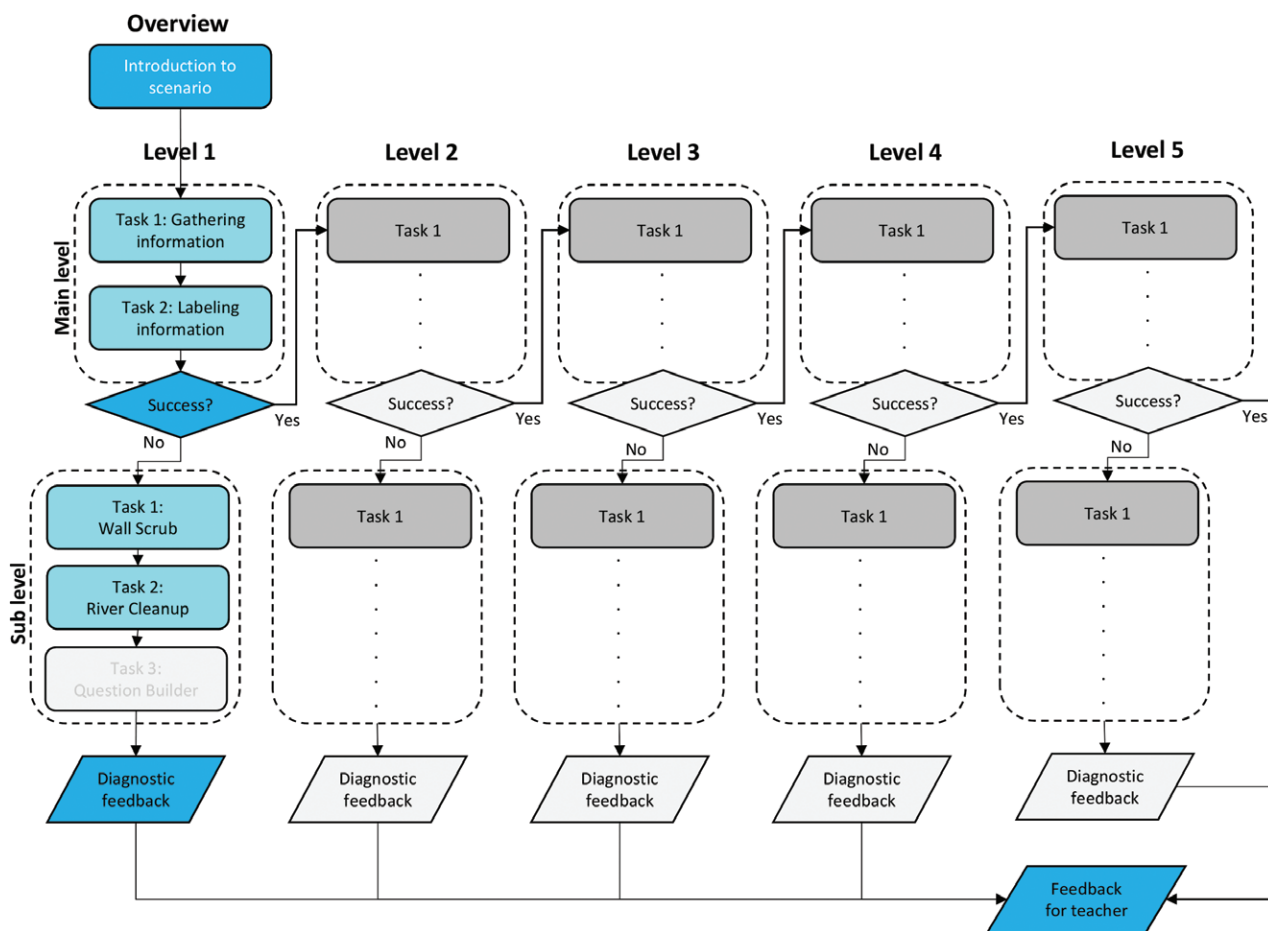 Overview
Introduction to
scenario
Level 1
Level 2
Level 3
Level 4
Level 5
Main level
Task 1: Gathering
information
Task 1
Task 1
Task 1
Task 1
Task 2: Labeling
information
Success?
Yes
No
Success?
Yes
No
Success?
Yes
No
Success?
Yes
No
Success?
Yes
No
Sub level
Task 1:
Wall Scrub
Task 1
Task 1
Task 1
Task 1
Task 2:
River Cleanup
Task 3:
Question Builder
Diagnostic
feedback
Diagnostic
feedback
Diagnostic
feedback
Diagnostic
feedback
Diagnostic
feedback
Feedback
for teacher